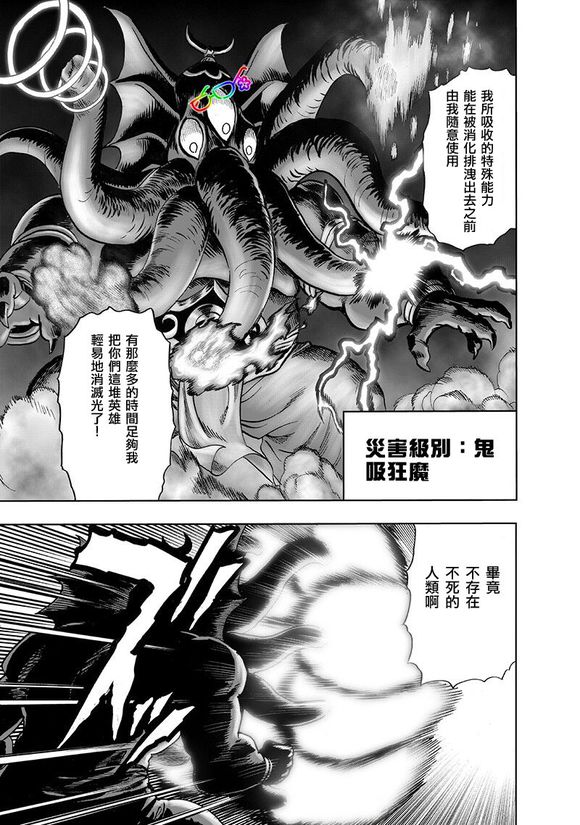 我所吸收的特殊能力
能在被消化排洩出去之前
由我隨意使用
有那麼多的時間足夠我
把你們這堆英雄
輕易地消滅光了!
災害級別:鬼
吸狂魔
畢竟
不存在
不死的
人類啊